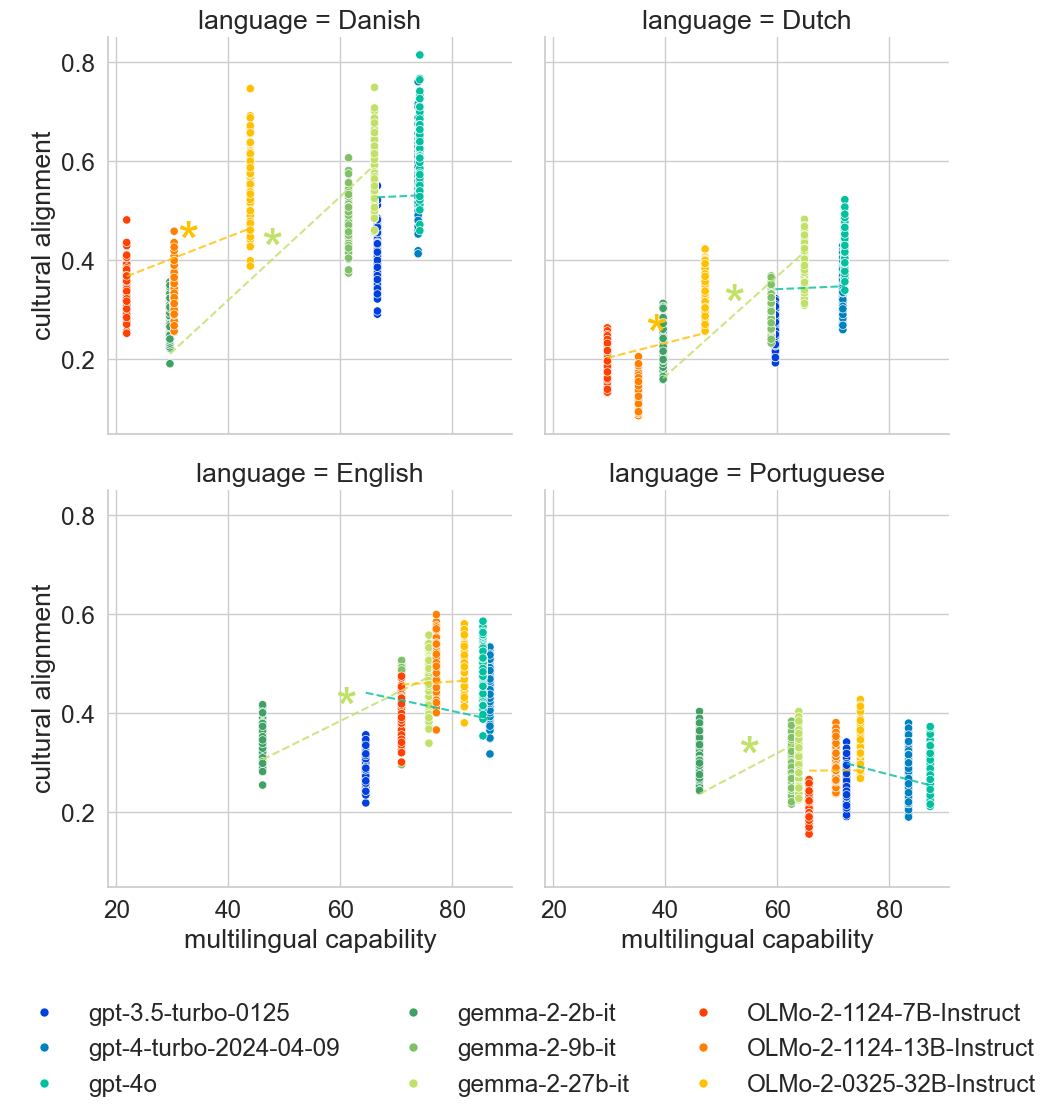 language = Danish
language = Dutch
0.8
0.6
0.4
0.2
cultural alignment
language = English
language = Portuguese
0.8
0.6
0.4
0.2
cultural alignment
20 40 60 80
20 40 60 80
multilingual capability
multilingual capability
gpt-3.5-turbo-0125
gpt-4-turbo-2024-04-09
gpt-4o
gemma-2-2b-it
gemma-2-9b-it
gemma-2-27b-it
OLMo-2-1124-7B-Instruct
OLMo-2-1124-13B-Instruct
OLMo-2-0325-32B-Instruct